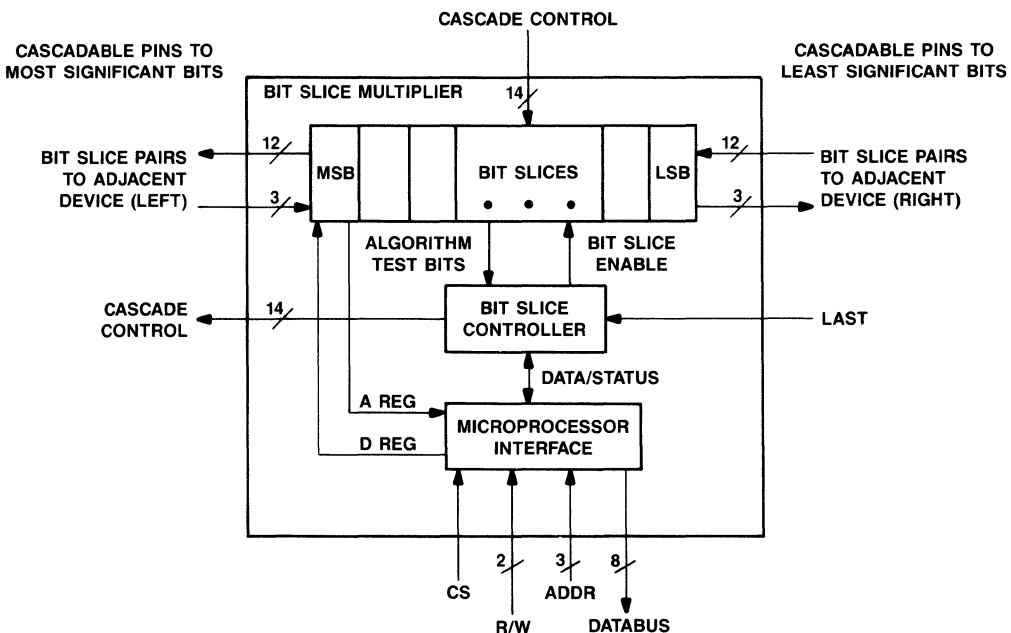 CASCADE CONTROL
CASCADABLE PINS TO
MOST SIGNIFICANT BITS
CASCADABLE PINS TO
LEAST SIGNIFICANT BITS
BIT SLICE MULTIPLIER
14
12
BIT SLICE PAIRS
TO ADJACENT
DEVICE (LEFT)
3
MSB
BIT SLICES
LSB
12
BIT SLICE PAIRS
TO ADJACENT
DEVICE (RIGHT)
3
ALGORITHM
TEST BITS
BIT SLICE
ENABLE
CASCADE
CONTROL
14
BIT SLICE
CONTROLLER
LAST
DATA/STATUS
A REG
D REG
MICROPROCESSOR
INTERFACE
2
3
8
CS
R/W
ADDR
DATABUS